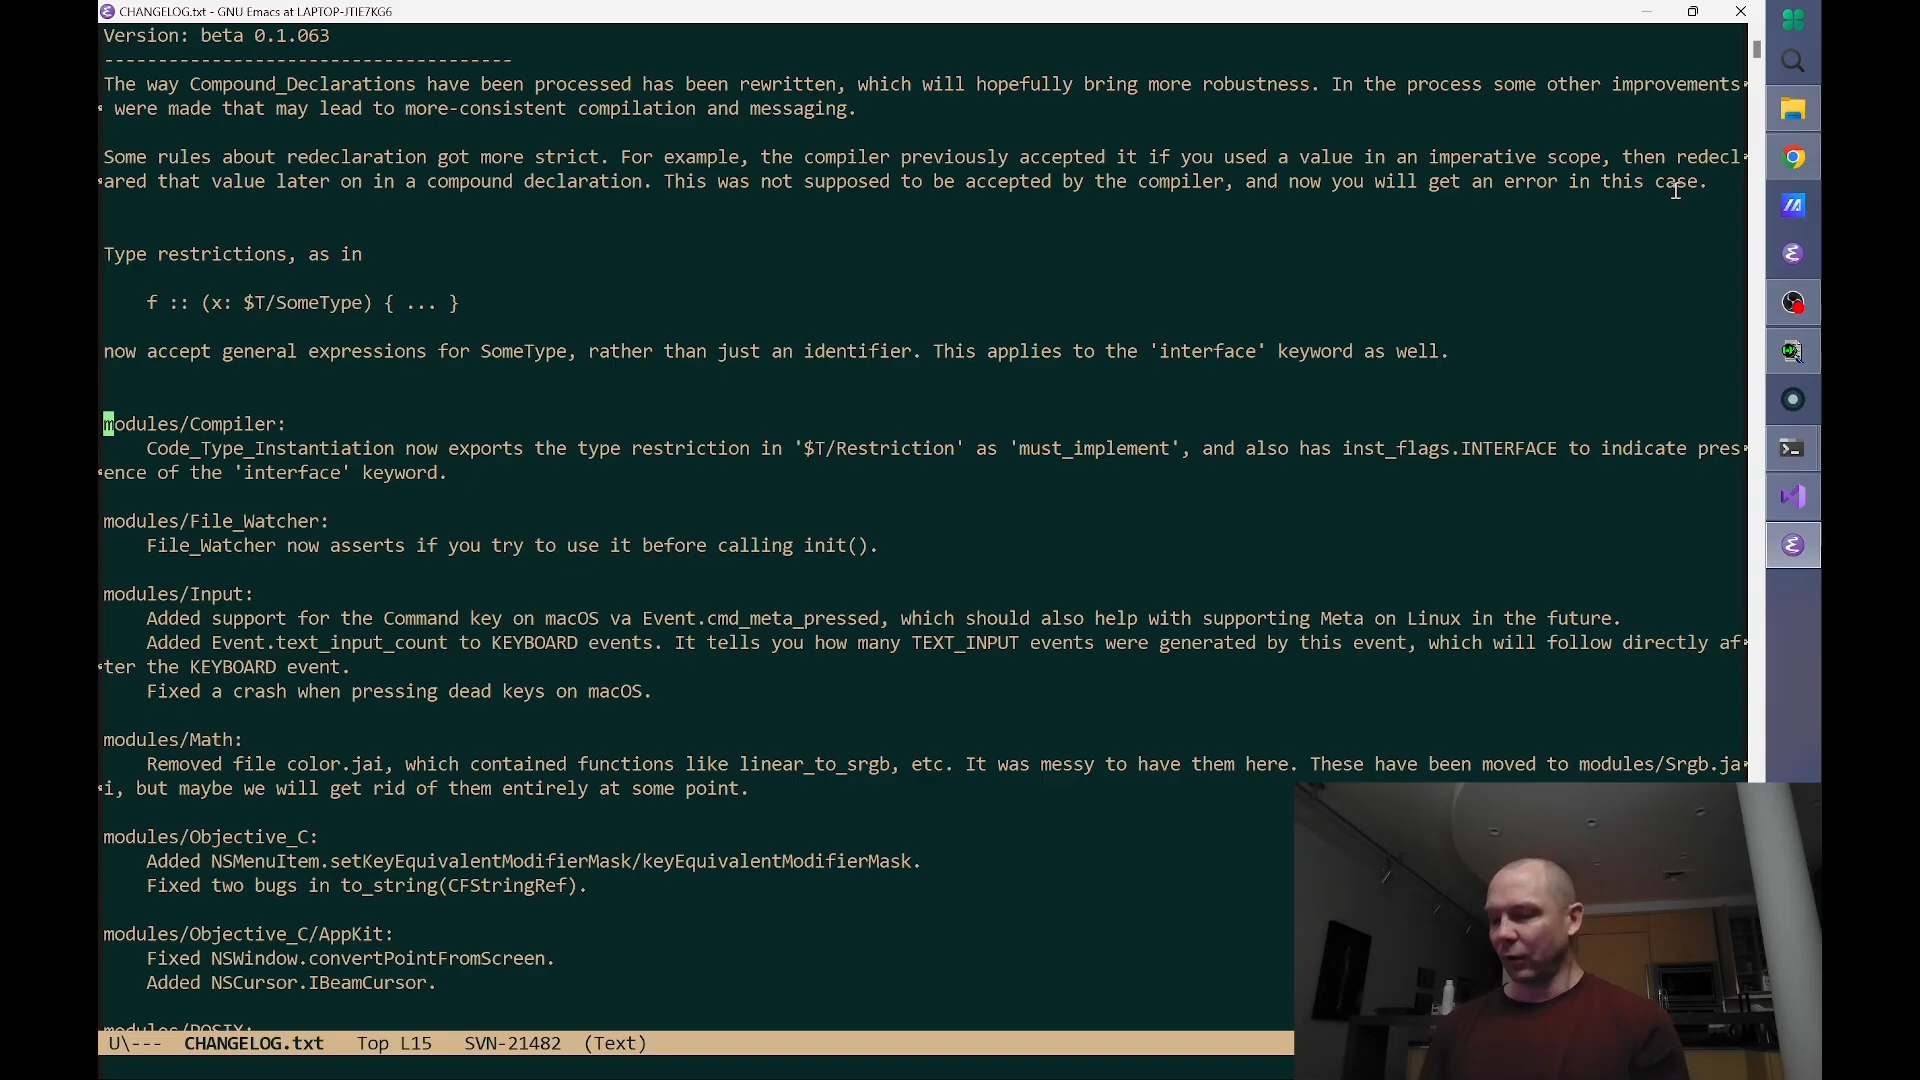 CHANGELOG.txt - GNU Emacs at LAPTOP-JTIE7KG6
Version: beta 0.1.063
--------------------------------------
The way Compound_Declarations have been processed has been rewritten, which will hopefully bring more robustness. In the process some other improvements
were made that may lead to more-consistent compilation and messaging.
Some rules about redeclaration got more strict. For example, the compiler previously accepted it if you used a value in an imperative scope, then redecl
ared that value later on in a compound declaration. This was not supposed to be accepted by the compiler, and now you will get an error in this case.
Type restrictions, as in
f :: (x: $T/SomeType) { ... }
now accept general expressions for SomeType, rather than just an identifier. This applies to the 'interface' keyword as well.
modules/Compiler:
Code_Type_Instantiation now exports the type restriction in '$T/Restriction' as 'must_implement', and also has inst_flags.INTERFACE to indicate pres
ence of the 'interface' keyword.
modules/File_Watcher:
File_Watcher now asserts if you try to use it before calling init().
modules/Input:
Added support for the Command key on macOS va Event.cmd_meta_pressed, which should also help with supporting Meta on Linux in the future.
Added Event.text_input_count to KEYBOARD events. It tells you how many TEXT_INPUT events were generated by this event, which will follow directly af
ter the KEYBOARD event.
Fixed a crash when pressing dead keys on macOS.
modules/Math:
Removed file color.jai, which contained functions like linear_to_srgb, etc. It was messy to have them here. These have been moved to modules/Srgb.ja
i, but maybe we will get rid of them entirely at some point.
modules/Objective_C:
Added NSMenuItem.setKeyEquivalentModifierMask/keyEquivalentModifierMask.
Fixed two bugs in to_string(CFStringRef).
modules/Objective_C/AppKit:
Fixed NSWindow.convertPointFromScreen.
Added NSCursor.IBeamCursor.
modules/POSIX:
U\--- CHANGELOG.txt Top L15 SVN-21482 (Text)